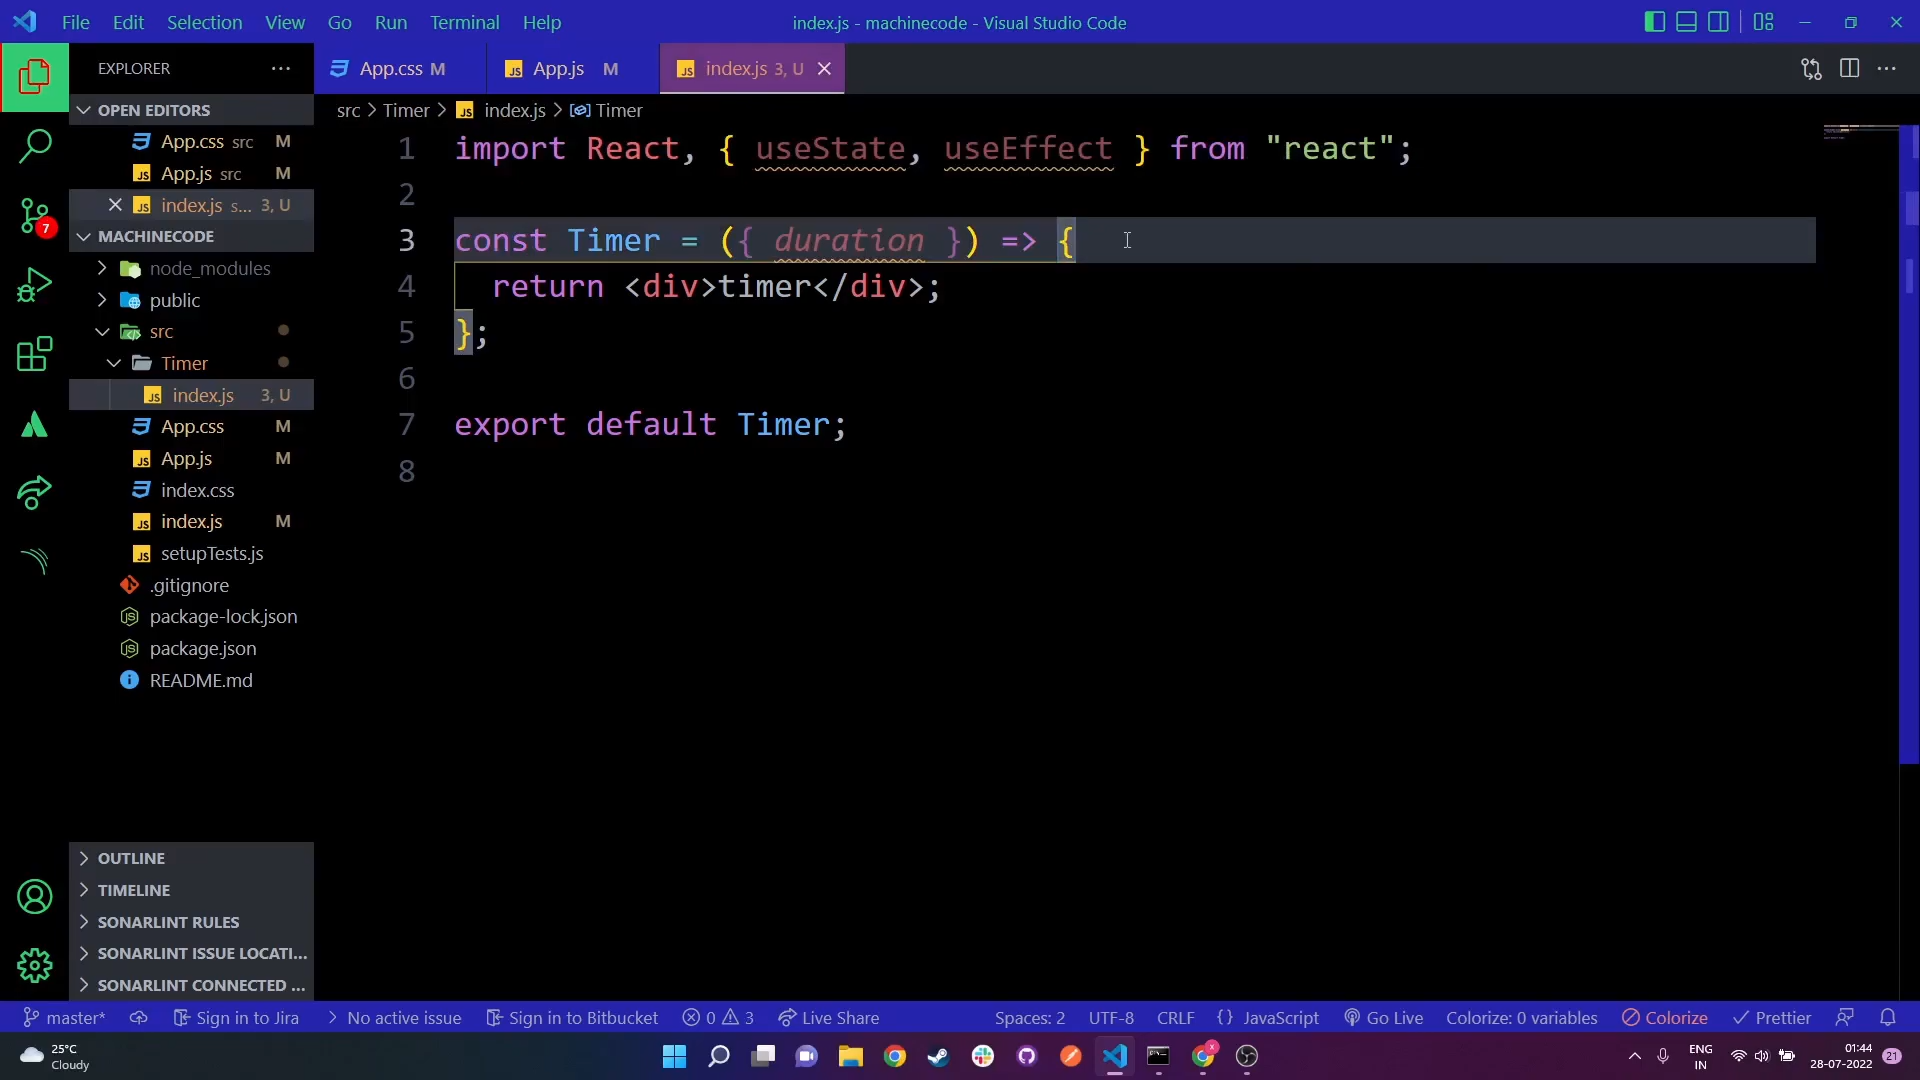 File Edit Selection View Go Run Terminal Help
index.js - machinecode - Visual Studio Code
EXPLORER
App.css M
App.js M
index.js 3, U
OPEN EDITORS
App.css src M
App.js src M
index.js s... 3, U
MACHINECODE
node_modules
public
src
Timer
index.js 3, U
App.css M
App.js M
index.css
index.js M
setupTests.js
.gitignore
package-lock.json
package.json
README.md
OUTLINE
TIMELINE
SONARLINT RULES
SONARLINT ISSUE LOCATI...
SONARLINT CONNECTED ...
7
src > Timer > index.js > Timer
1 import React, { useState, useEffect } from "react";
2
3 const Timer = ({ duration }) => {
4 return <div>timer</div>;
5 };
6
7 export default Timer;
8
master* Sign in to Jira No active issue Sign in to Bitbucket 0 3 Live Share
Spaces: 2 UTF-8 CRLF {} JavaScript Go Live Colorize: 0 variables Colorize Prettier
25°C
Cloudy
ENG
IN
01:44
28-07-2022
21